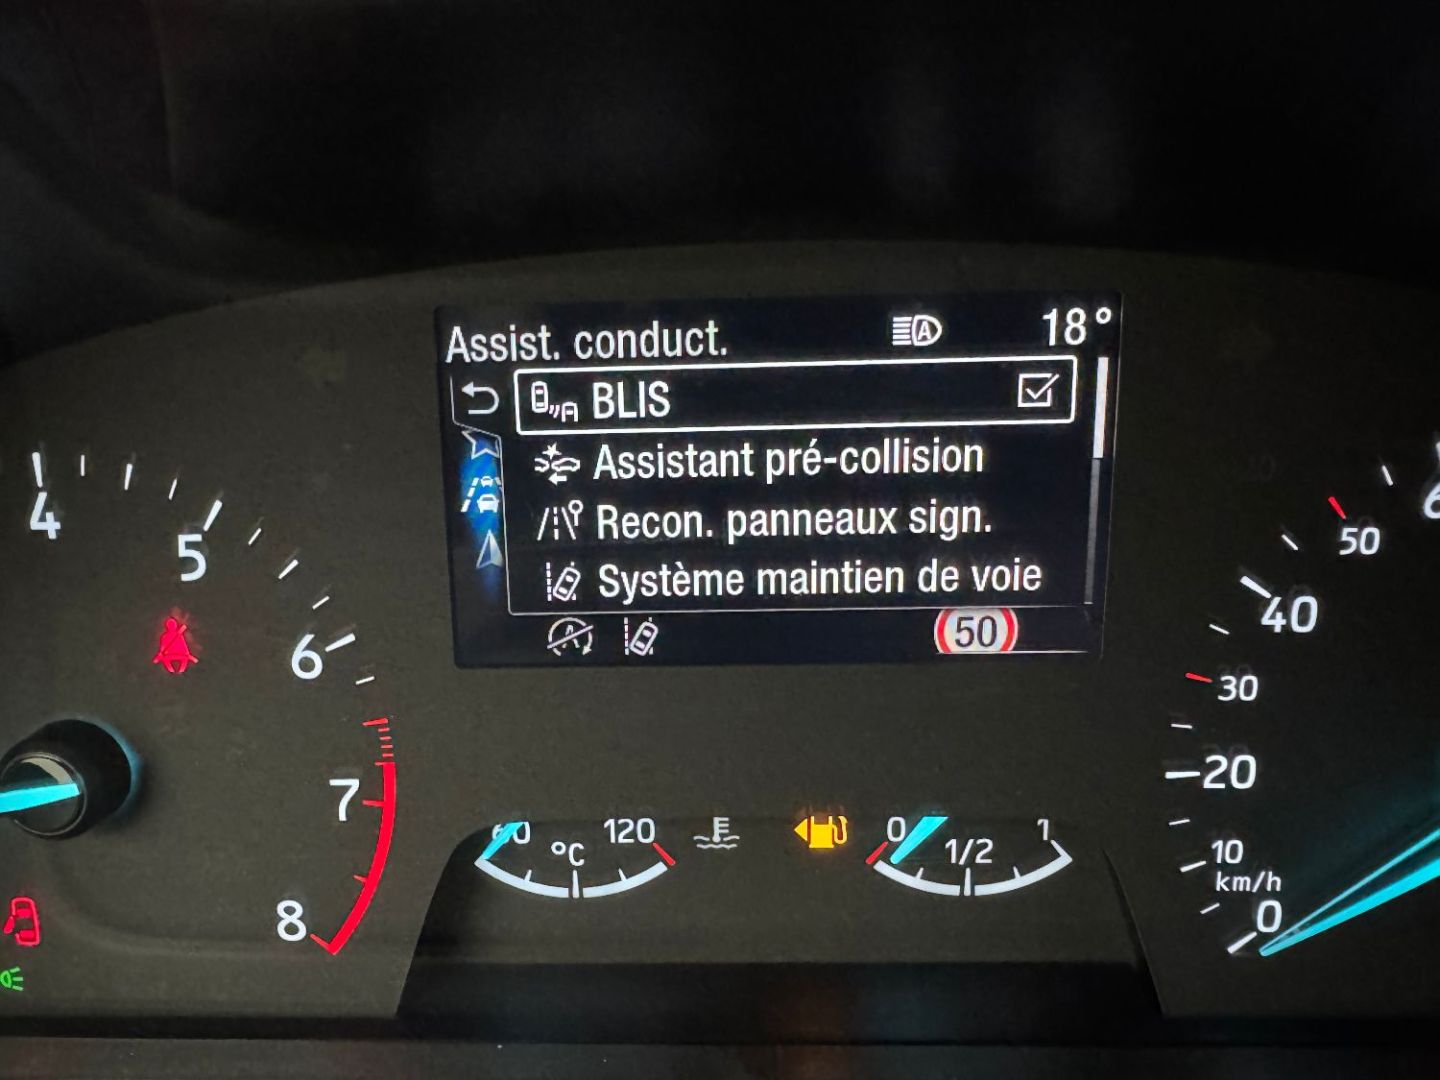 Assist. conduct.
A
18°
BLIS
Assistant pré-collision
Recon. panneaux sign.
Système maintien de voie
A
50
4
5
6
7
8
60
120
°C
0
1/2
1
50
40
30
20
10
km/h
0